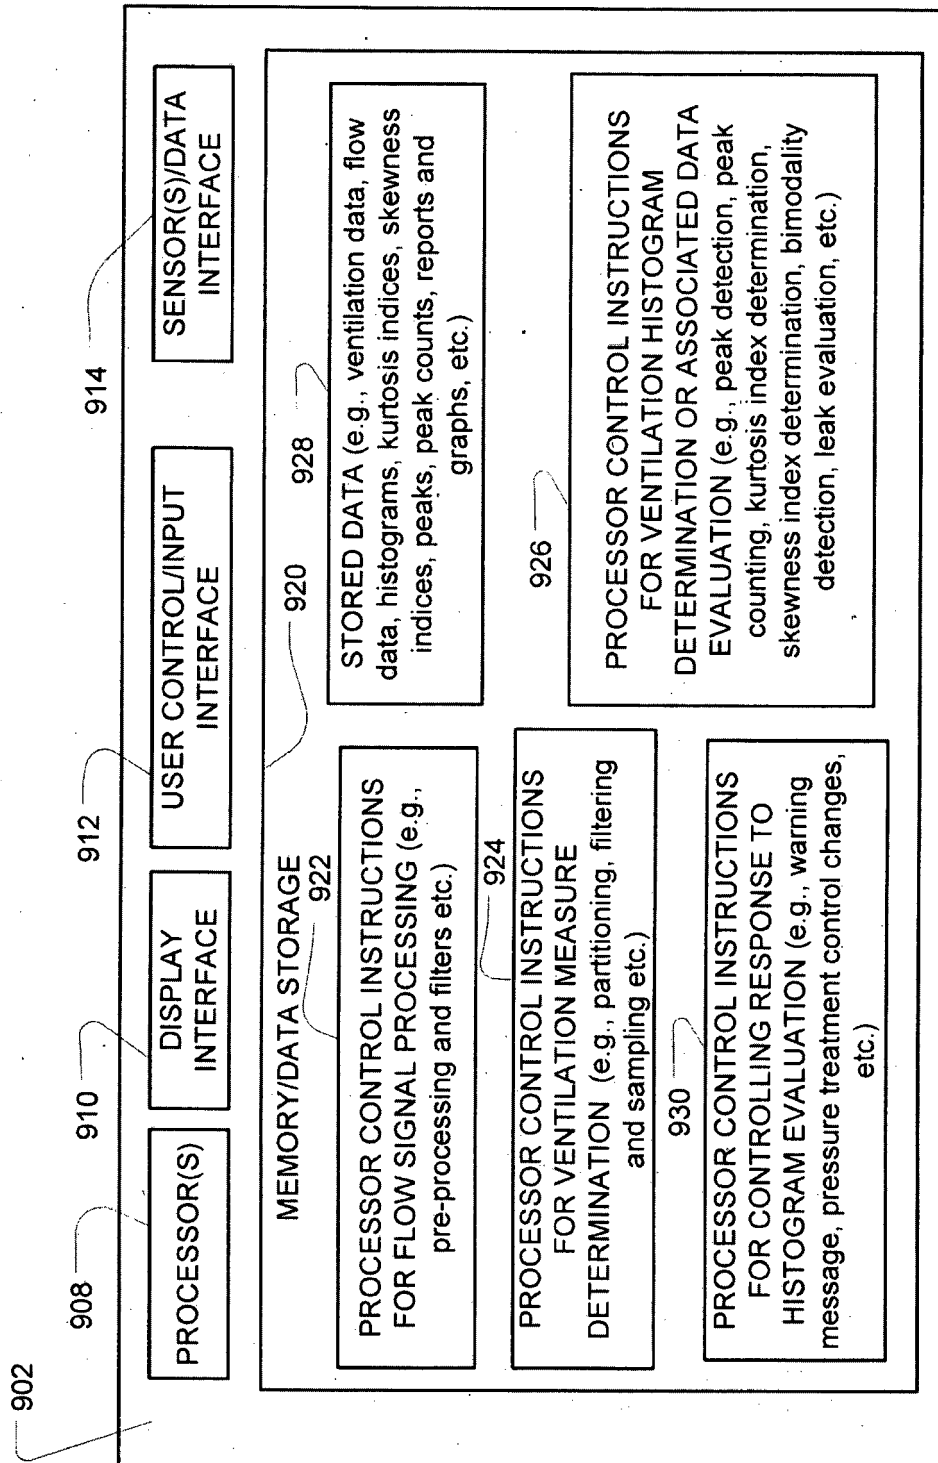 902
908
PROCESSOR(S)
910
DISPLAY
INTERFACE
912
USER CONTROL/INPUT
INTERFACE
914
SENSOR(S)/DATA
INTERFACE
920
MEMORY/DATA STORAGE
922
PROCESSOR CONTROL INSTRUCTIONS
FOR FLOW SIGNAL PROCESSING (e.g.,
pre-processing and filters etc.)
924
PROCESSOR CONTROL INSTRUCTIONS
FOR VENTILATION MEASURE
DETERMINATION (e.g., partitioning, filtering
and sampling etc.)
930
PROCESSOR CONTROL INSTRUCTIONS
FOR CONTROLLING RESPONSE TO
HISTOGRAM EVALUATION (e.g., warning
message, pressure treatment control changes,
etc.)
928
STORED DATA (e.g., ventilation data, flow
data, histograms, kurtosis indices, skewness
indices, peaks, peak counts, reports and
graphs, etc.)
926
PROCESSOR CONTROL INSTRUCTIONS
FOR VENTILATION HISTOGRAM
DETERMINATION OR ASSOCIATED DATA
EVALUATION (e.g., peak detection, peak
counting, kurtosis index determination,
skewness index determination, bimodality
detection, leak evaluation, etc.)